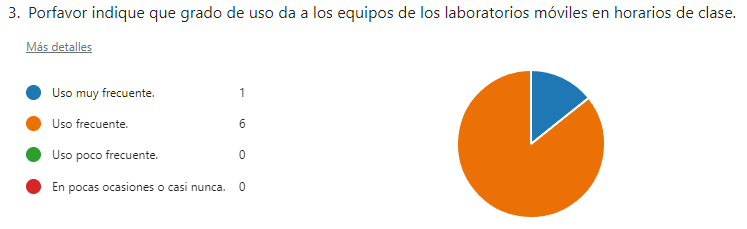 3. Porfavor indique que grado de uso da a los equipos de los laboratorios móviles en horarios de clase.
Más detalles
Uso muy frecuente. 1
Uso frecuente. 6
Uso poco frecuente. 0
En pocas ocasiones o casi nunca. 0